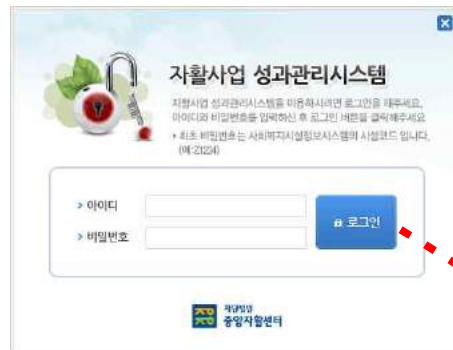 자활사업 성과관리시스템
자활사업 성과관리시스템을 이용하시려면 로그인을 해주세요.
아이디와 비밀번호를 입력하신 후 로그인 버튼을 클릭해주세요
• 최초 비밀번호는 사회복지시설정보시스템의 시설코드 입니다.
(예:Z1234)
> 아이디
로그인
> 비밀번호
재단법인
중앙자활센터